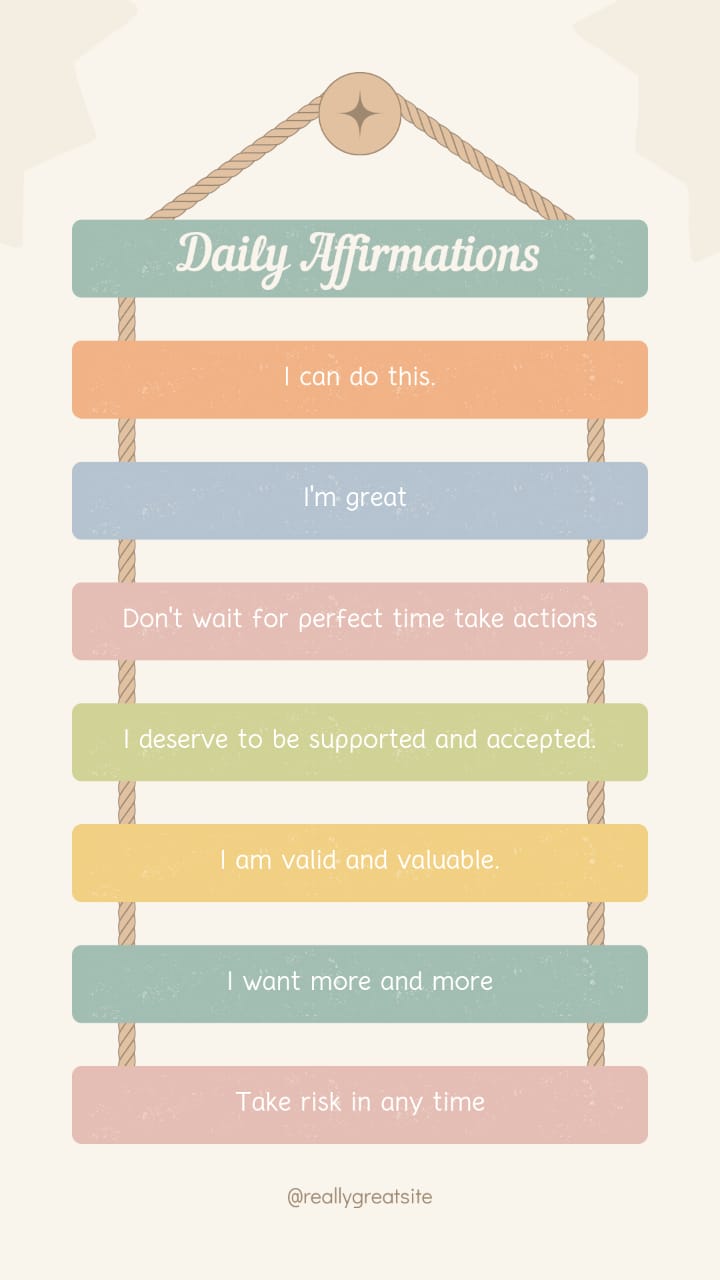 Daily Affirmations
I can do this.
I'm great
Don't wait for perfect time take actions
I deserve to be supported and accepted.
I am valid and valuable.
I want more and more
Take risk in any time
@reallygreatsite